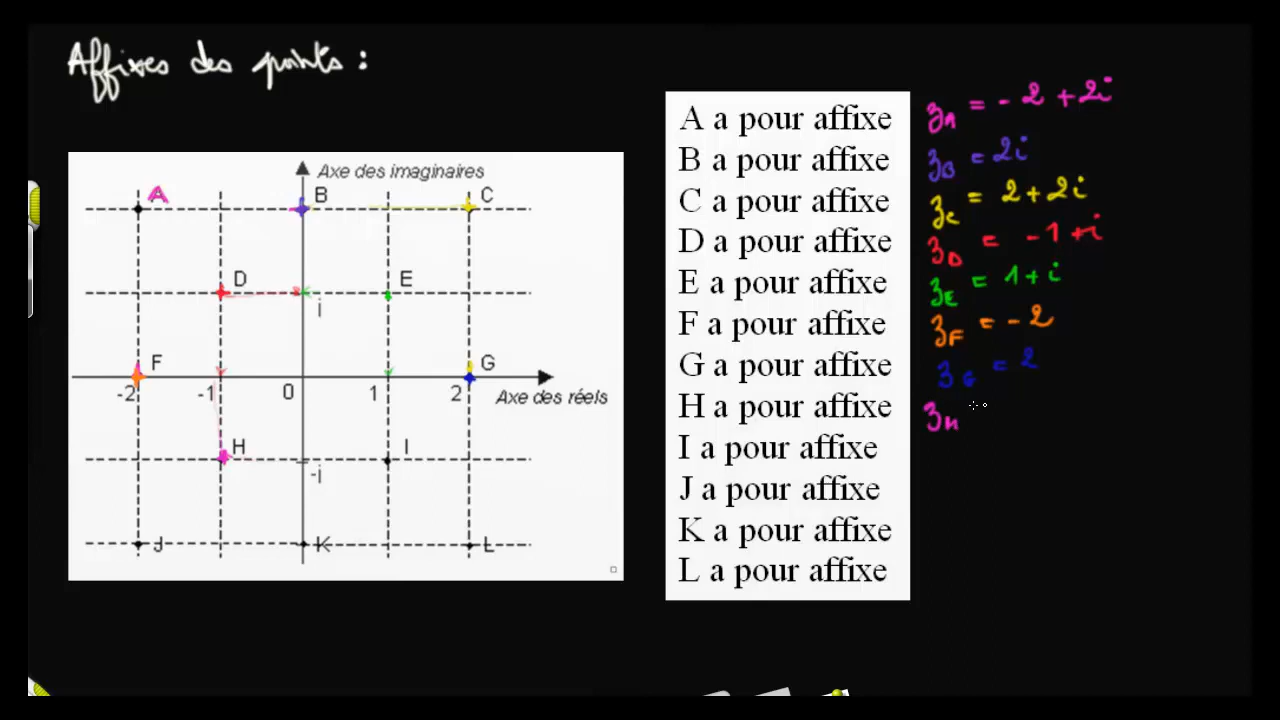 Affixes des points :
Axe des imaginaires
A
B
C
D
E
i
F
G
-2
-1
0
1
2
Axe des réels
H
I
-i
J
K
L
A a pour affixe zA = -2 + 2i
B a pour affixe zB = 2i
C a pour affixe zC = 2 + 2i
D a pour affixe zD = -1 + i
E a pour affixe zE = 1 + i
F a pour affixe zF = -2
G a pour affixe zG = 2
H a pour affixe zH
I a pour affixe
J a pour affixe
K a pour affixe
L a pour affixe